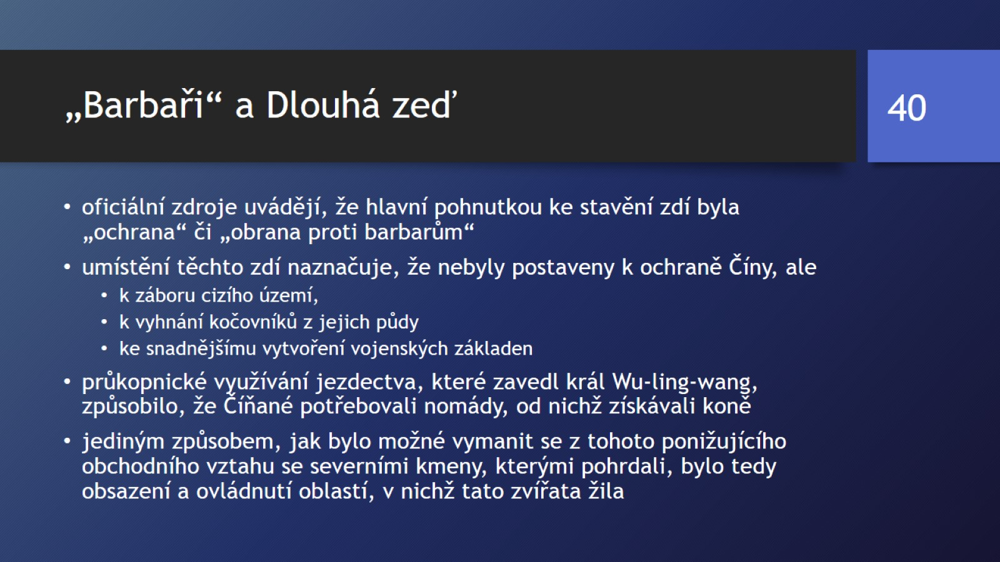 „Barbaři“ a Dlouhá zeď
40
• oficiální zdroje uvádějí, že hlavní pohnutkou ke stavění zdí byla
„ochrana“ či „obrana proti barbarům“
• umístění těchto zdí naznačuje, že nebyly postaveny k ochraně Číny, ale
• k záboru cizího území,
• k vyhnání kočovníků z jejich půdy
• ke snadnějšímu vytvoření vojenských základen
• průkopnické využívání jezdectva, které zavedl král Wu-ling-wang,
způsobilo, že Číňané potřebovali nomády, od nichž získávali koně
• jediným způsobem, jak bylo možné vymanit se z tohoto ponižujícího
obchodního vztahu se severními kmeny, kterými pohrdali, bylo tedy
obsazení a ovládnutí oblastí, v nichž tato zvířata žila